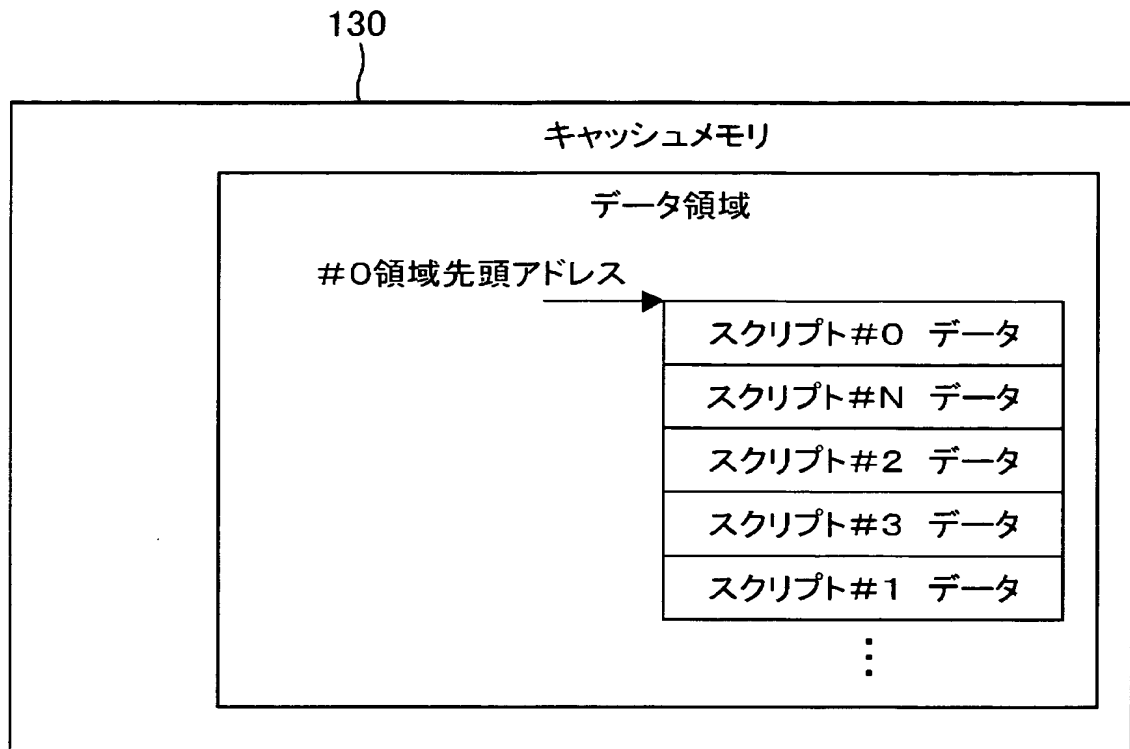 130
キャッシュメモリ
データ領域
#0領域先頭アドレス
スクリプト#0 データ
スクリプト#N データ
スクリプト#2 データ
スクリプト#3 データ
スクリプト#1 データ
⋮